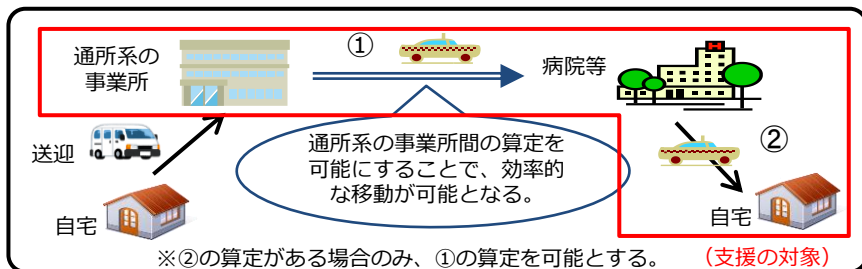 通所系の
事業所
①
病院等
送迎
通所系の事業所間の算定を
可能にすることで、効率的
な移動が可能となる。
②
自宅
自宅
※②の算定がある場合のみ、①の算定を可能とする。
(支援の対象)
H